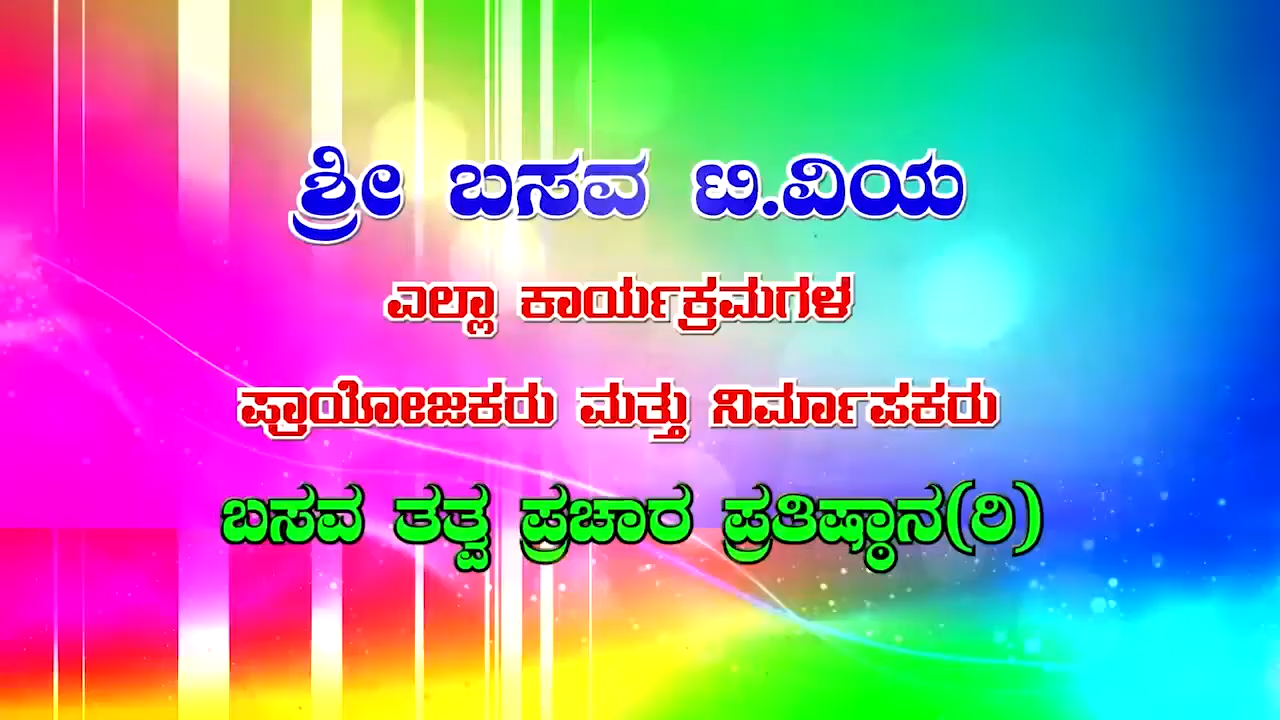 ಶ್ರೀ ಬಸವ ಟಿ.ವಿಯ
ಎಲ್ಲಾ ಕಾರ್ಯಕ್ರಮಗಳ
ಪ್ರಾಯೋಜಕರು ಮತ್ತು ನಿರ್ಮಾಪಕರು
ಬಸವ ತತ್ವ ಪ್ರಚಾರ ಪ್ರತಿಷ್ಠಾನ(ರಿ)